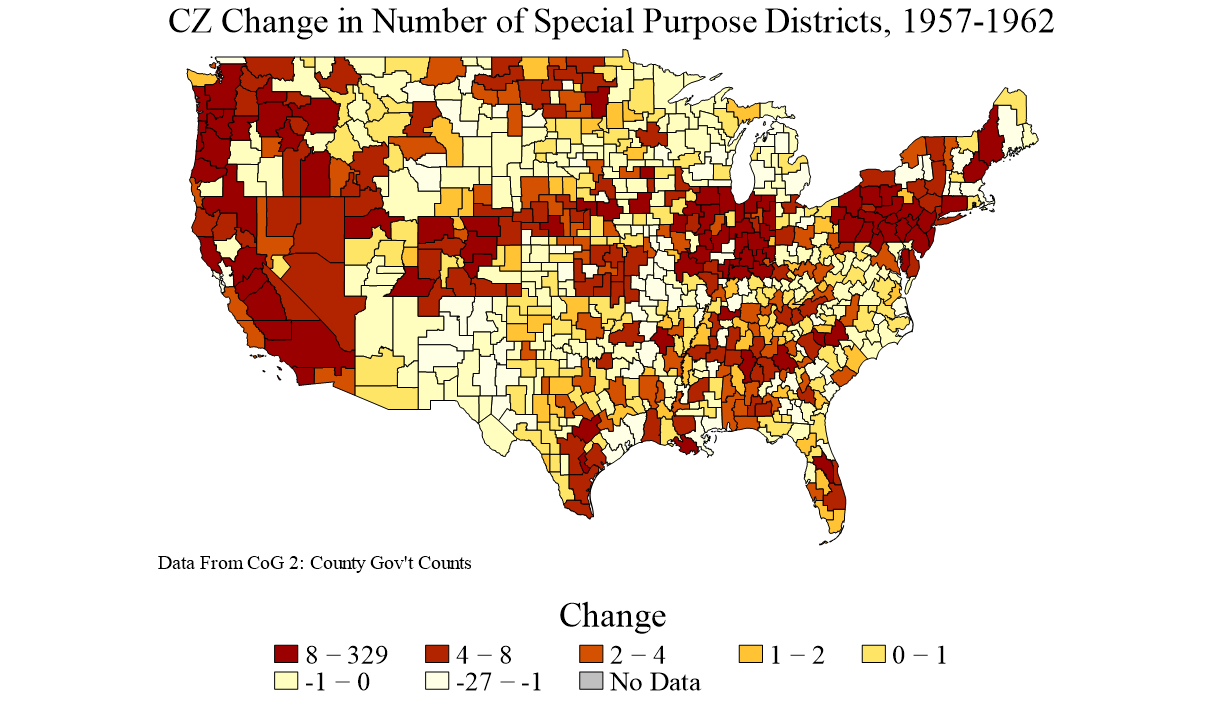 CZ Change in Number of Special Purpose Districts, 1957-1962
Data From CoG 2: County Gov't Counts
Change
8 − 329 4 − 8 2 − 4 1 − 2 0 − 1
-1 − 0 -27 − -1 No Data